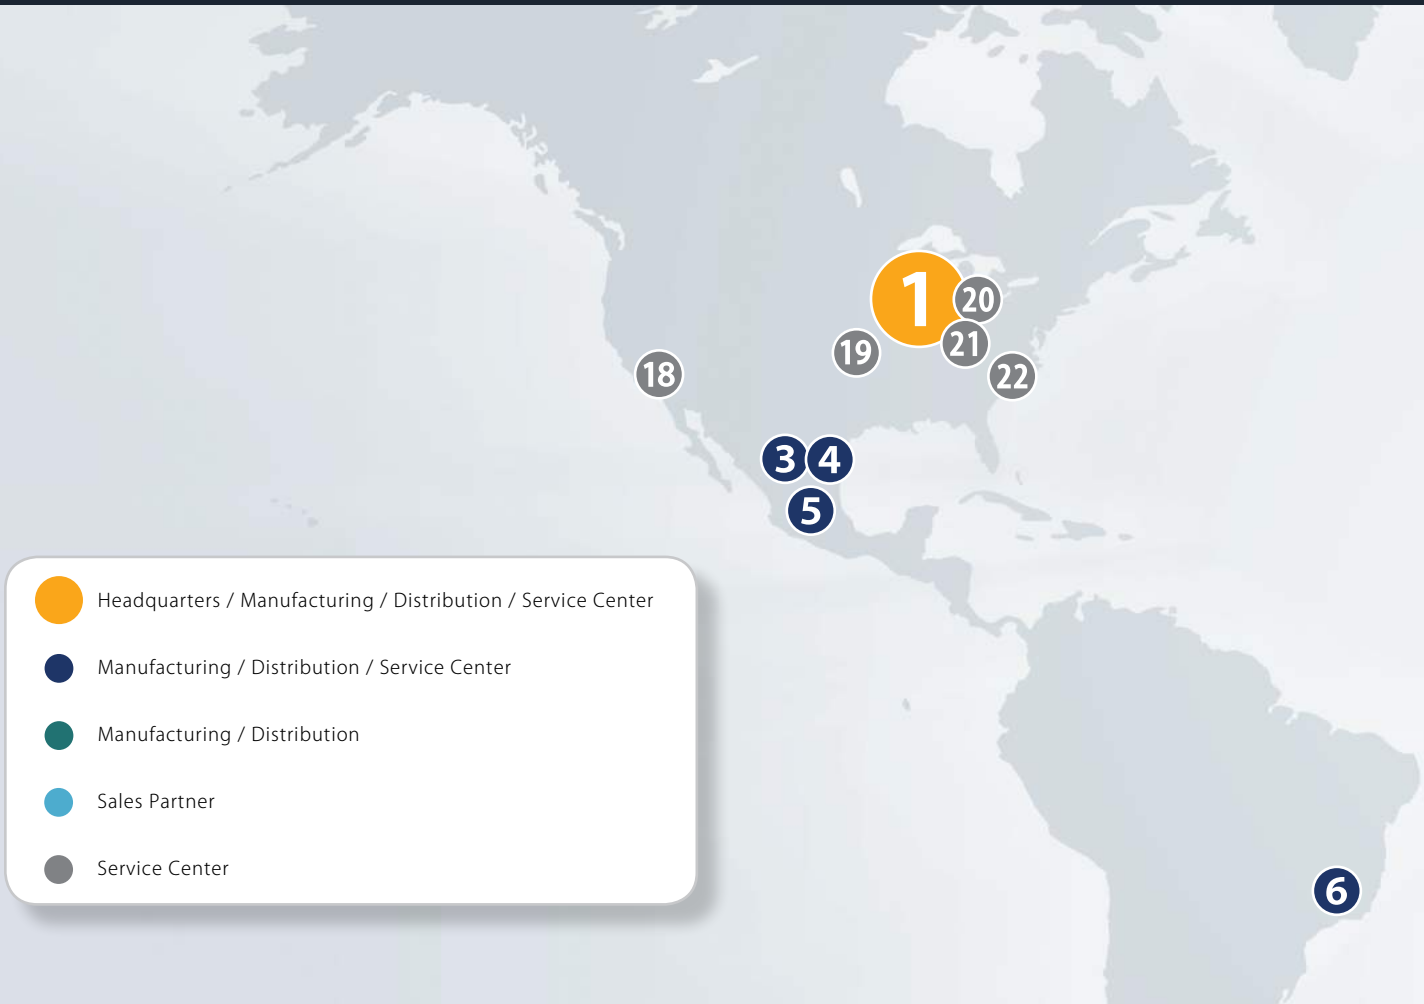 1
20
21
19
22
18
3 4
5
Headquarters / Manufacturing / Distribution / Service Center
Manufacturing / Distribution / Service Center
Manufacturing / Distribution
Sales Partner
Service Center
6